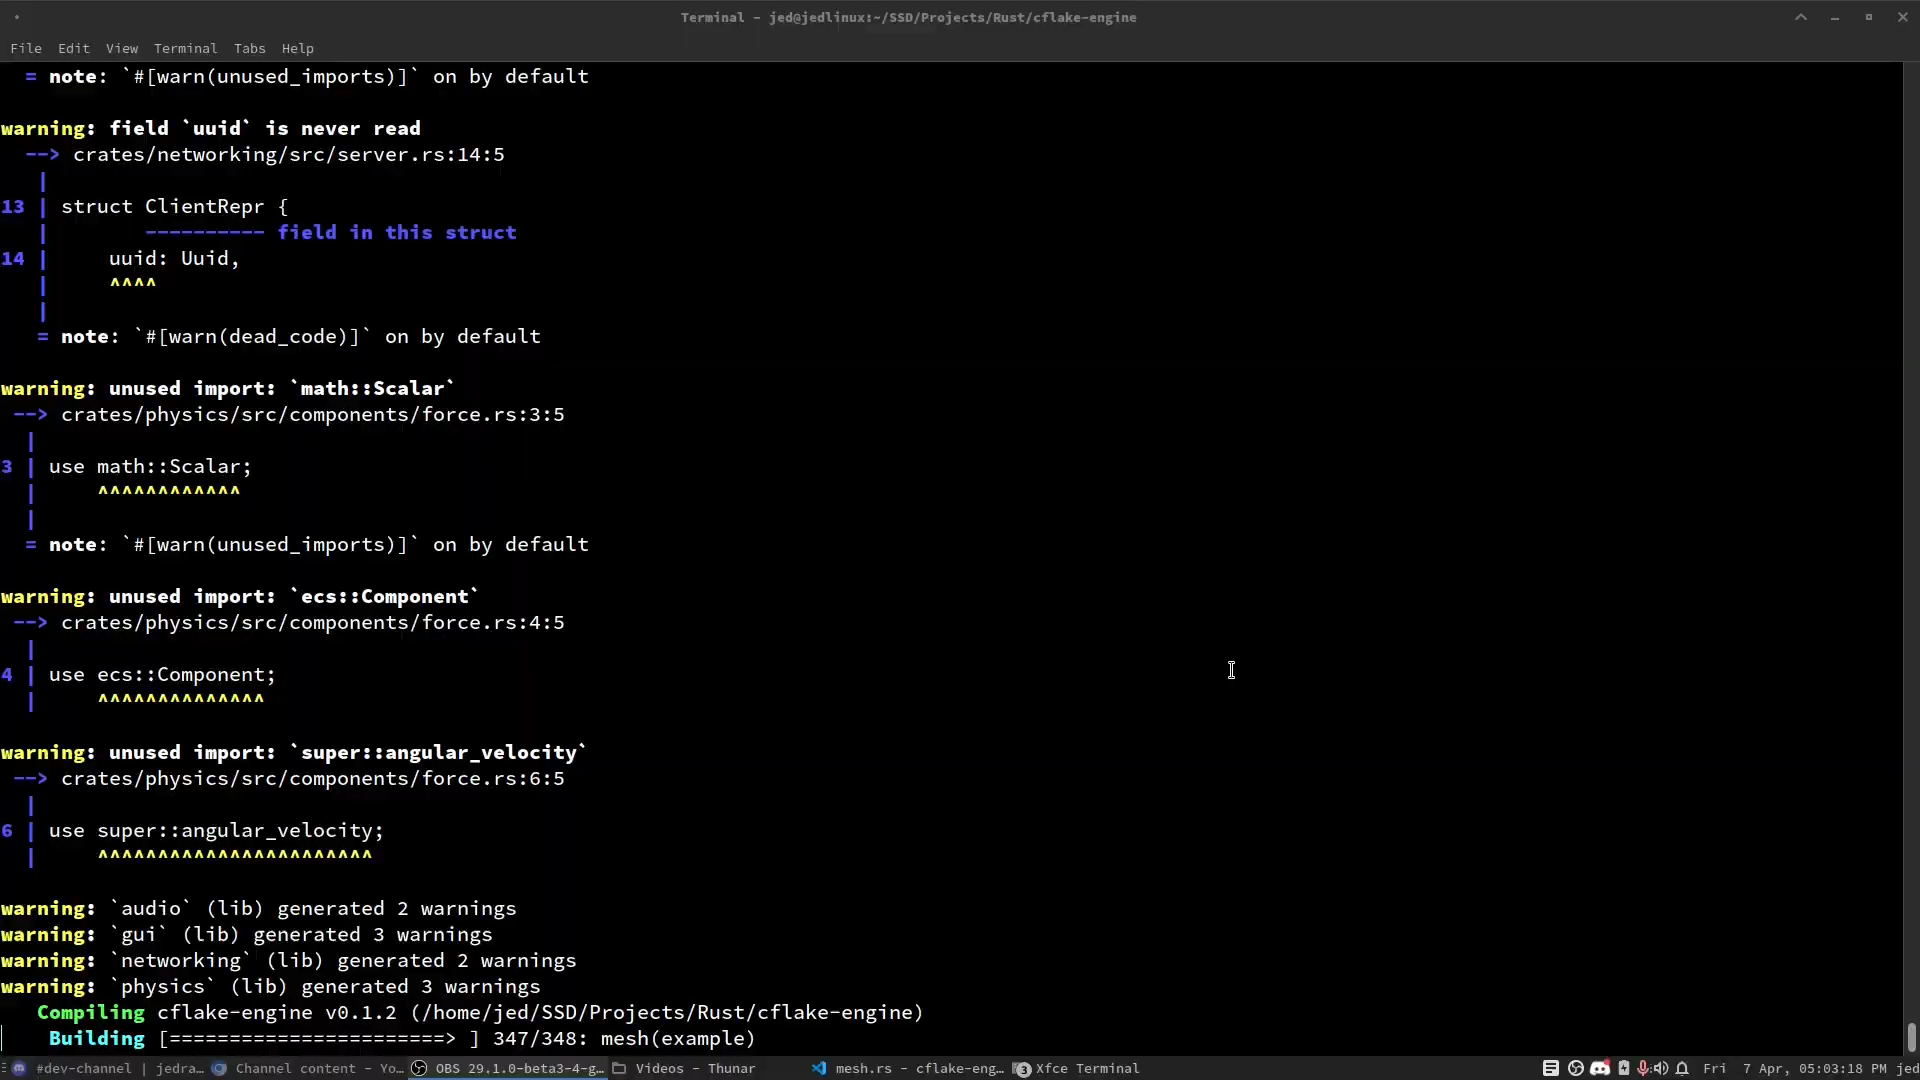 Terminal - jed@jedlinux:~/SSD/Projects/Rust/cflake-engine
File Edit View Terminal Tabs Help
= note: `#[warn(unused_imports)]` on by default
warning: field `uuid` is never read
--> crates/networking/src/server.rs:14:5
|
13 | struct ClientRepr {
| ---------- field in this struct
14 | uuid: Uuid,
| ^^^^
|
= note: `#[warn(dead_code)]` on by default
warning: unused import: `math::Scalar`
--> crates/physics/src/components/force.rs:3:5
|
3 | use math::Scalar;
| ^^^^^^^^^^^^
|
= note: `#[warn(unused_imports)]` on by default
warning: unused import: `ecs::Component`
--> crates/physics/src/components/force.rs:4:5
|
4 | use ecs::Component;
| ^^^^^^^^^^^^^^
warning: unused import: `super::angular_velocity`
--> crates/physics/src/components/force.rs:6:5
|
6 | use super::angular_velocity;
| ^^^^^^^^^^^^^^^^^^^^^^^
warning: `audio` (lib) generated 2 warnings
warning: `gui` (lib) generated 3 warnings
warning: `networking` (lib) generated 2 warnings
warning: `physics` (lib) generated 3 warnings
Compiling cflake-engine v0.1.2 (/home/jed/SSD/Projects/Rust/cflake-engine)
Building [=======================> ] 347/348: mesh(example)
#dev-channel | jedra... Channel content - Yo... OBS 29.1.0-beta3-4-g... Videos - Thunar mesh.rs - cflake-eng... 3 Xfce Terminal Fri 7 Apr, 05:03:18 PM jed